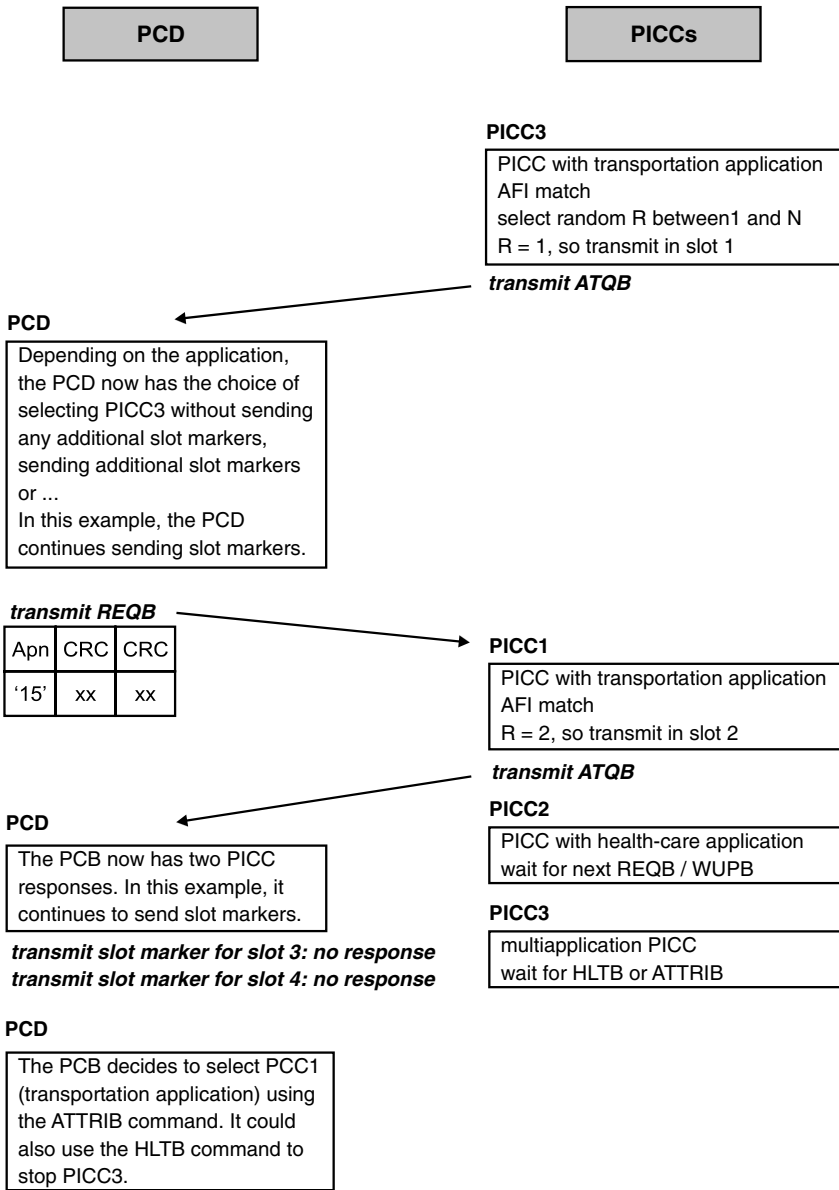 PCD
PICCs
PICC3
PICC with transportation application
AFI match
select random R between1 and N
R = 1, so transmit in slot 1
transmit ATQB
PCD
Depending on the application,
the PCD now has the choice of
selecting PICC3 without sending
any additional slot markers,
sending additional slot markers
or ...
In this example, the PCD
continues sending slot markers.
transmit REQB
Apn CRC CRC
‘15’ xx xx
PICC1
PICC with transportation application
AFI match
R = 2, so transmit in slot 2
transmit ATQB
PICC2
PICC with health-care application
wait for next REQB / WUPB
PICC3
multiapplication PICC
wait for HLTB or ATTRIB
PCD
The PCB now has two PICC
responses. In this example, it
continues to send slot markers.
transmit slot marker for slot 3: no response
transmit slot marker for slot 4: no response
PCD
The PCB decides to select PCC1
(transportation application) using
the ATTRIB command. It could
also use the HLTB command to
stop PICC3.